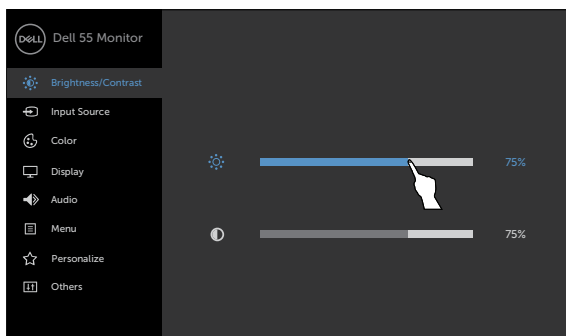 DELL Dell 55 Monitor
Brightness/Contrast
Input Source
Color
Display
75%
Audio
Menu
75%
Personalize
Others